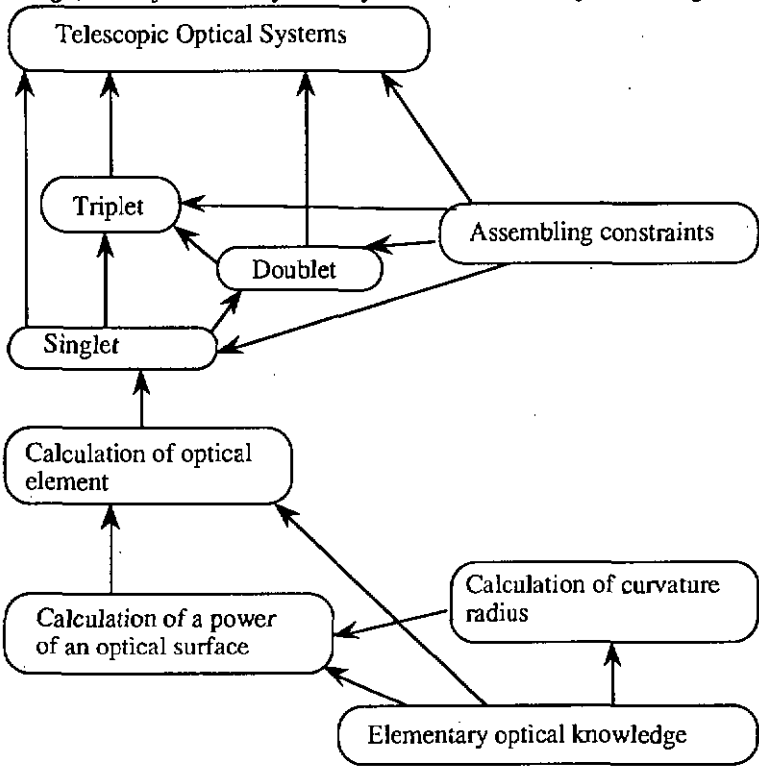 Telescopic Optical Systems
Triplet
Assembling constraints
Doublet
Singlet
Calculation of optical
element
Calculation of curvature
radius
Calculation of a power
of an optical surface
Elementary optical knowledge